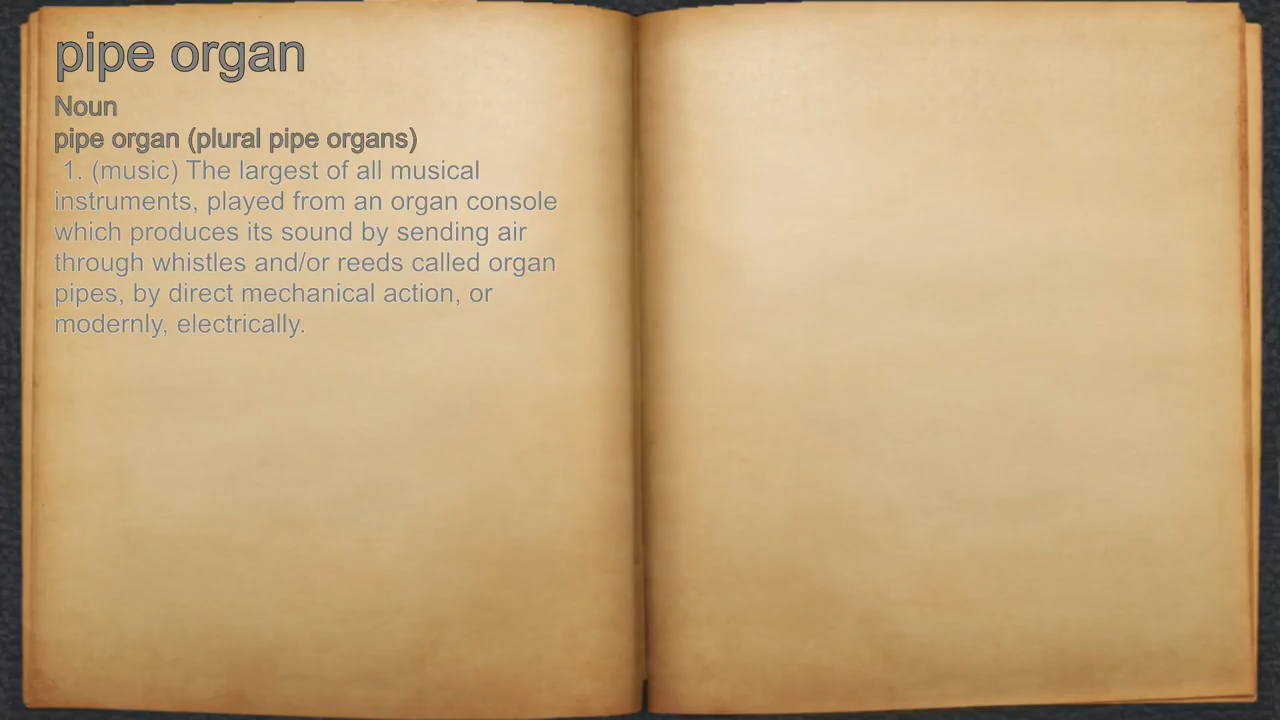 pipe organ
Noun
pipe organ (plural pipe organs)
1. (music) The largest of all musical
instruments, played from an organ console
which produces its sound by sending air
through whistles and/or reeds called organ
pipes, by direct mechanical action, or
modernly, electrically.